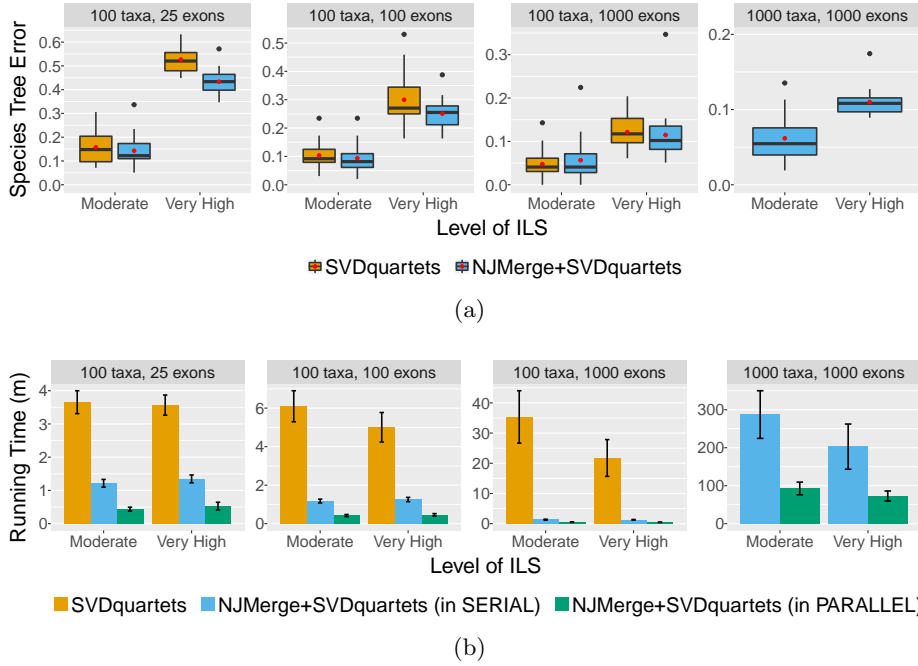 100 taxa, 25 exons
100 taxa, 100 exons
100 taxa, 1000 exons
1000 taxa, 1000 exons
Species Tree Error
0.6
0.5
0.4
0.3
0.2
0.1
0.0
0.5
0.4
0.3
0.2
0.1
0.0
0.3
0.2
0.1
0.0
0.2
0.1
0.0
Moderate Very High
Moderate Very High
Moderate Very High
Moderate Very High
Level of ILS
SVDquartets NJMerge+SVDquartets
(a)
100 taxa, 25 exons
100 taxa, 100 exons
100 taxa, 1000 exons
1000 taxa, 1000 exons
Running Time (m)
4
3
2
1
0
6
4
2
0
40
30
20
10
0
300
200
100
0
Moderate Very High
Moderate Very High
Moderate Very High
Moderate Very High
Level of ILS
SVDquartets NJMerge+SVDquartets (in SERIAL) NJMerge+SVDquartets (in PARALLEL)
(b)